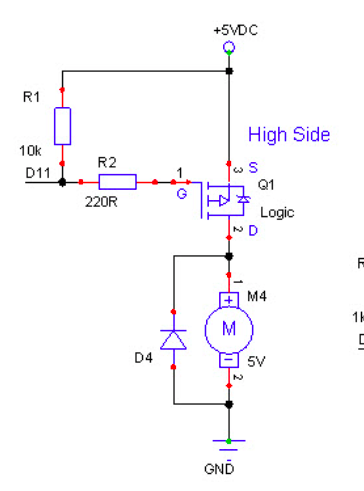 +5VDC
R1
High Side
10k
R2
3
S
D11
1
Q1
G
220R
Logic
2
D
1
+
M4
R
M
1k
D4
5V
2
GND